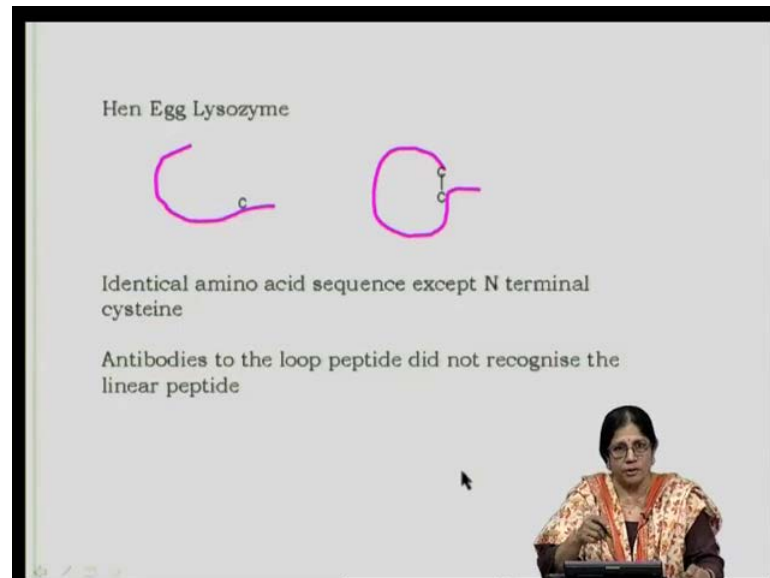 Hen Egg Lysozyme
C
C
C
Identical amino acid sequence except N terminal
cysteine
Antibodies to the loop peptide did not recognise the
linear peptide